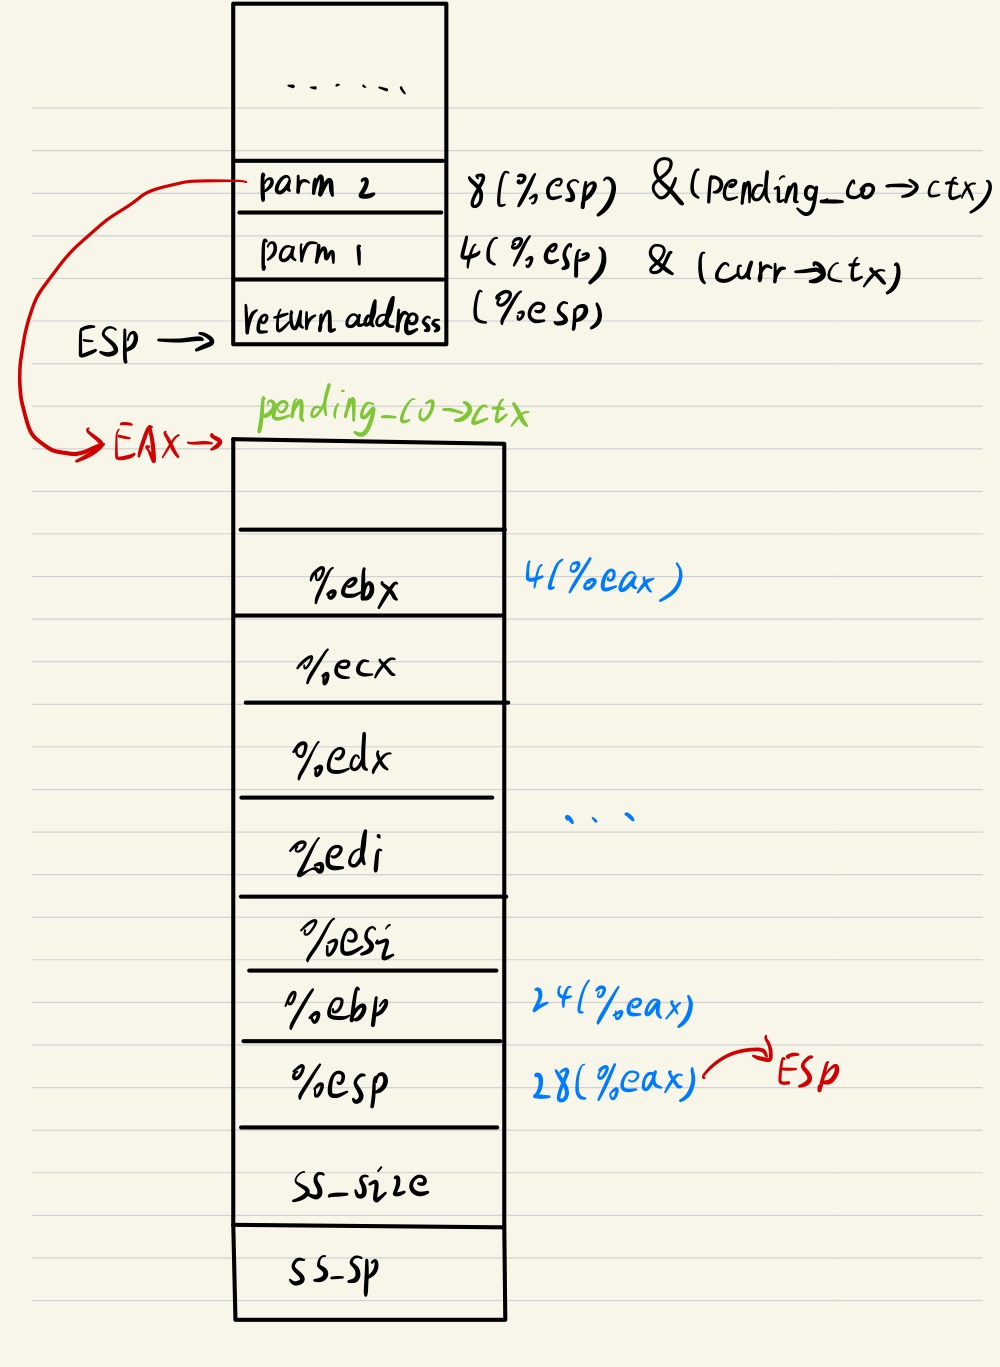 ......
parm 2 8(%esp) &(pending_co→ctx)
parm 1 4(%esp) &(curr→ctx)
return address (%esp)
ESp →
pending_co→ctx
EAx→
%ebx 4(%eax)
%ecx
%edx
...
%edi
%esi
%ebp 24(%eax)
%esp 28(%eax) ESp
ss_size
ss_sp